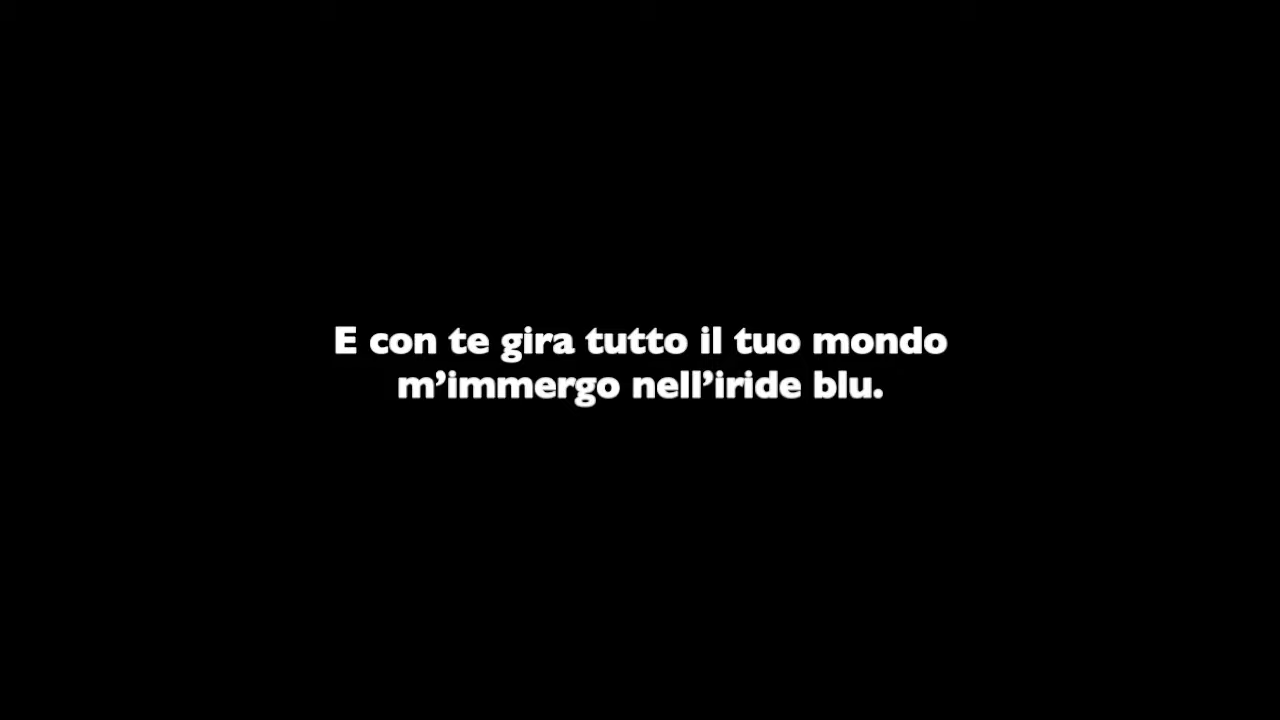 E con te gira tutto il tuo mondo
m’immergo nell’iride blu.